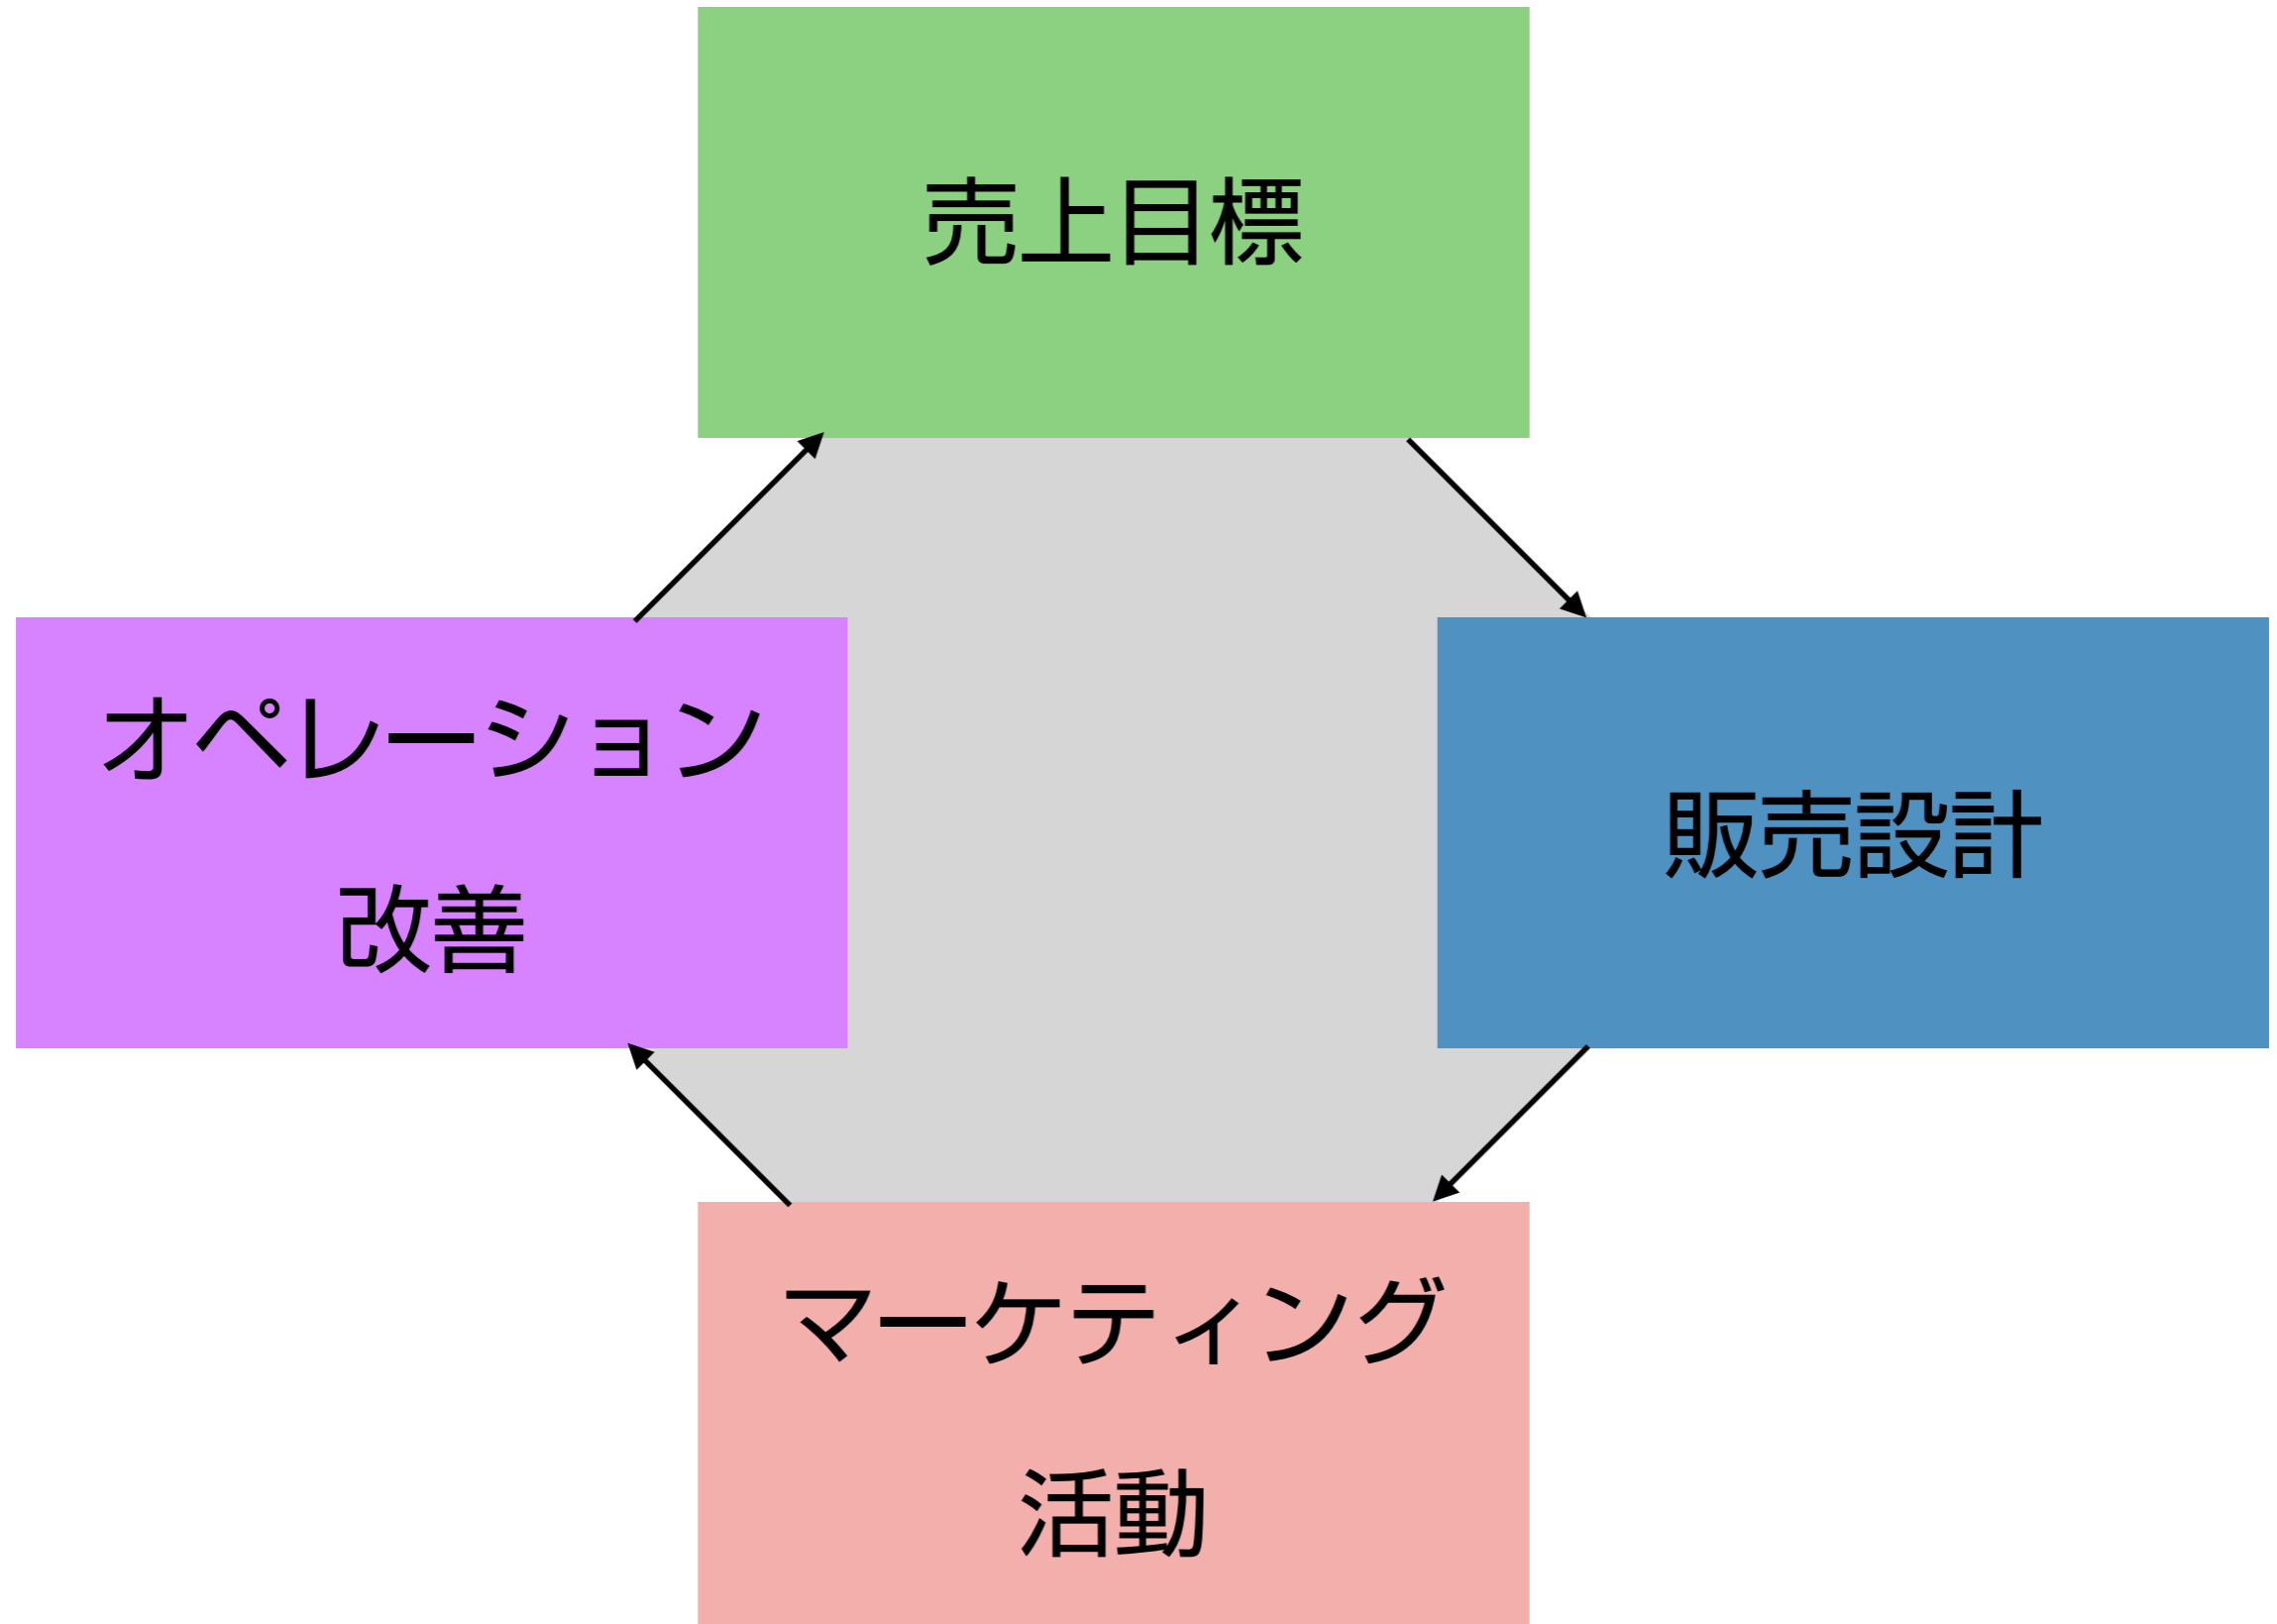 売上目標
オペレーション
改善
販売設計
マーケティング
活動